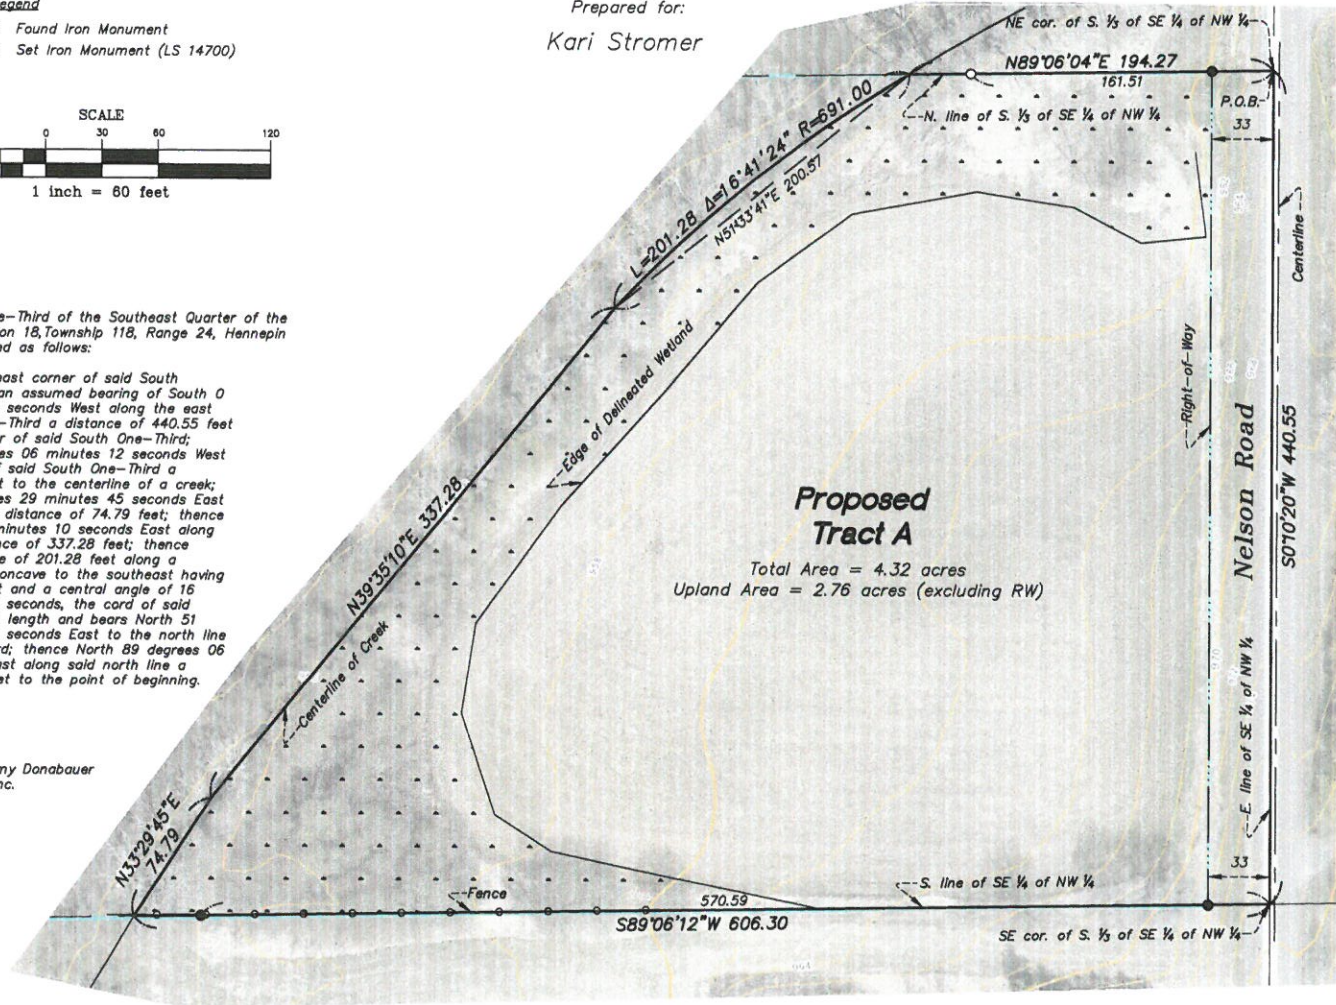 Legend
Found Iron Monument
Set Iron Monument (LS 14700)
SCALE
0 30 60 120
1 inch = 60 feet
Prepared for:
Kari Stromer
NE cor. of S. ⅓ of SE ¼ of NW ¼
N89°06'04"E 194.27
161.51
P.O.B.
33
N. line of S. ⅓ of SE ¼ of NW ¼
L=201.28 Δ=16°41'24" R=691.00
N51°33'41"E 200.57
Centerline
e-Third of the Southeast Quarter of the
on 18, Township 118, Range 24, Hennepin
ed as follows:
east corner of said South
an assumed bearing of South 0
seconds West along the east
-Third a distance of 440.55 feet
r of said South One-Third;
es 06 minutes 12 seconds West
f said South One-Third a
t to the centerline of a creek;
es 29 minutes 45 seconds East
distance of 74.79 feet; thence
minutes 10 seconds East along
nce of 337.28 feet; thence
e of 201.28 feet along a
oncave to the southeast having
t and a central angle of 16
seconds, the cord of said
length and bears North 51
seconds East to the north line
rd; thence North 89 degrees 06
ast along said north line a
et to the point of beginning.
Edge of Delineated Wetland
Right-of-Way
Nelson Road
S0°10'20"W 440.55
Proposed
Tract A
Total Area = 4.32 acres
Upland Area = 2.76 acres (excluding RW)
N39°35'10"E 337.28
Centerline of Creek
E. line of SE ¼ of NW ¼
ny Donabauer
nc.
N33°29'45"E
74.79
33
Fence
S. line of SE ¼ of NW ¼
570.59
S89°06'12"W 606.30
SE cor. of S. ⅓ of SE ¼ of NW ¼